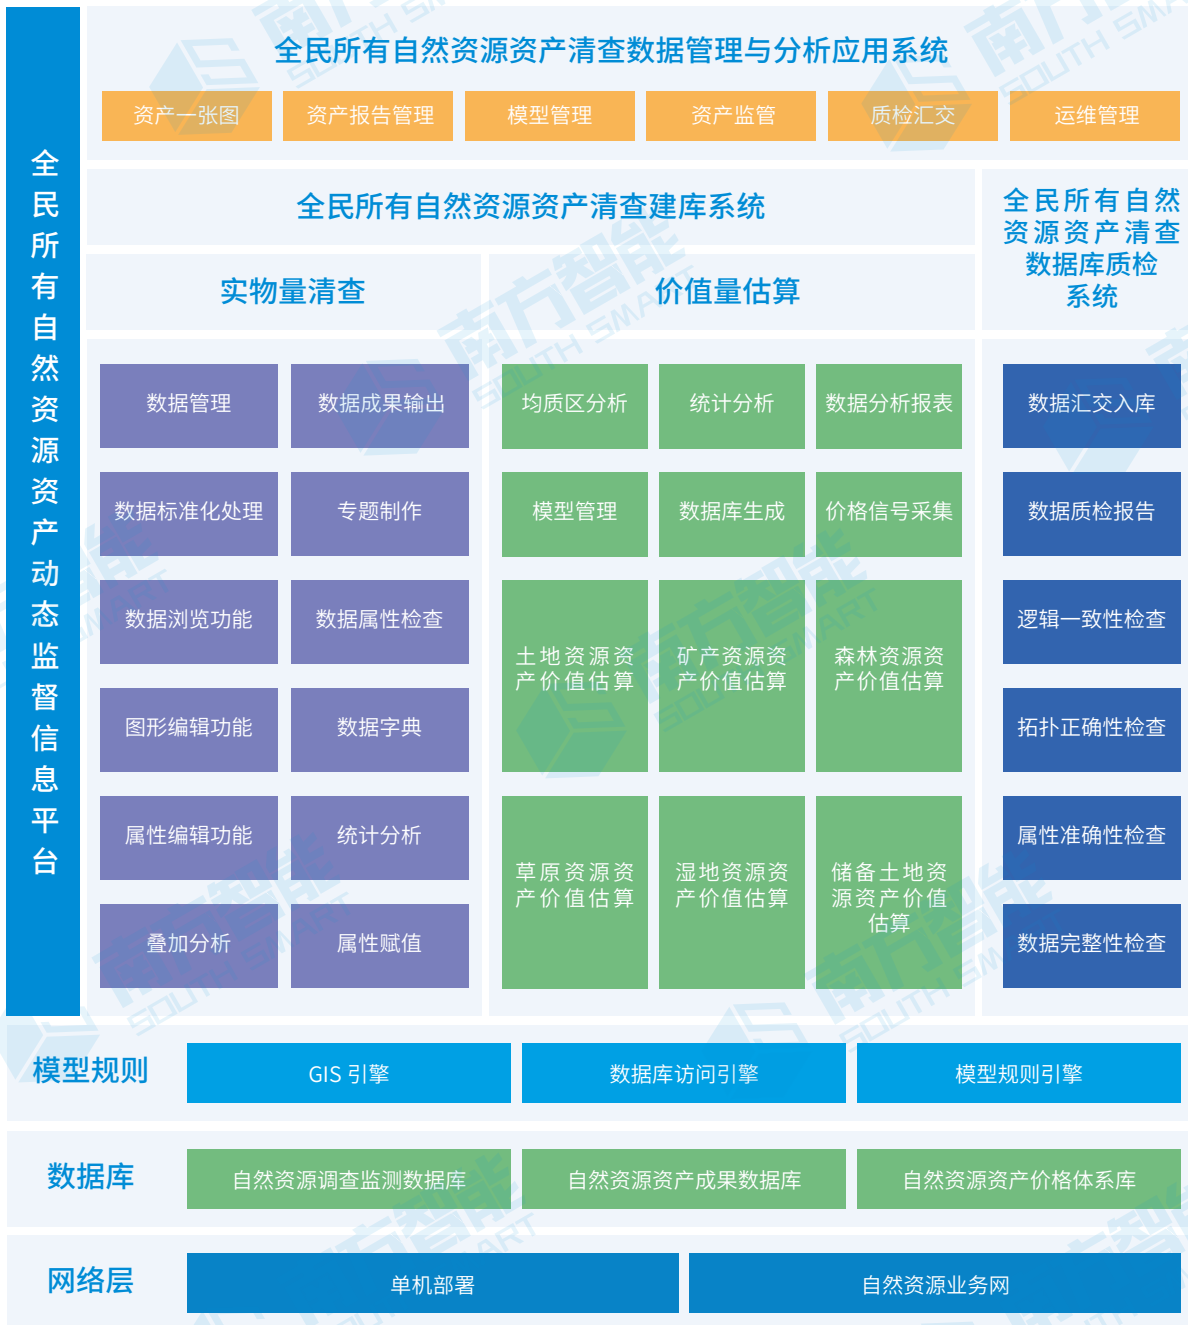 全民所有自然资源资产动态监督信息平台
全民所有自然资源资产清查数据管理与分析应用系统
资产一张图
资产报告管理
模型管理
资产监管
质检汇交
运维管理
全民所有自然资源资产清查建库系统
全民所有自然
资源资产清查
数据库质检
系统
实物量清查
价值量估算
数据管理
数据成果输出
数据标准化处理
专题制作
数据浏览功能
数据属性检查
图形编辑功能
数据字典
属性编辑功能
统计分析
叠加分析
属性赋值
均质区分析
统计分析
数据分析报表
模型管理
数据库生成
价格信号采集
土地资源资
产价值估算
矿产资源资
产价值估算
森林资源资
产价值估算
草原资源资
产价值估算
湿地资源资
产价值估算
储备土地资
源资产价值
估算
数据汇交入库
数据质检报告
逻辑一致性检查
拓扑正确性检查
属性准确性检查
数据完整性检查
模型规则
GIS 引擎
数据库访问引擎
模型规则引擎
数据库
自然资源调查监测数据库
自然资源资产成果数据库
自然资源资产价格体系库
网络层
单机部署
自然资源业务网
南方智能
SOUTH SMART